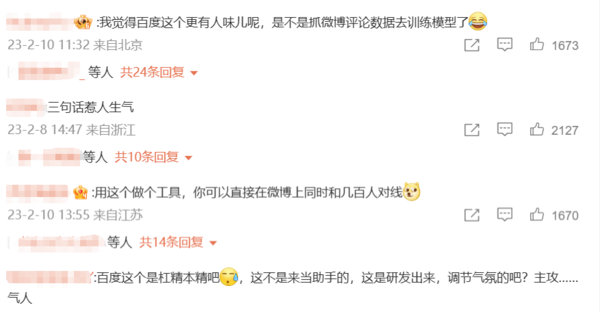 :我觉得百度这个更有人味儿呢，是不是抓微博评论数据去训练模型了
23-2-10 11:32 来自北京 1673
等人 共24条回复
三句话惹人生气
23-2-8 14:47 来自浙江 2127
等人 共10条回复
:用这个做个工具，你可以直接在微博上同时和几百人对线
23-2-10 13:55 来自江苏 1670
等人 共14条回复
:百度这个是杠精本精吧，这不是来当助手的，这是研发出来，调节气氛的吧？主攻……
气人